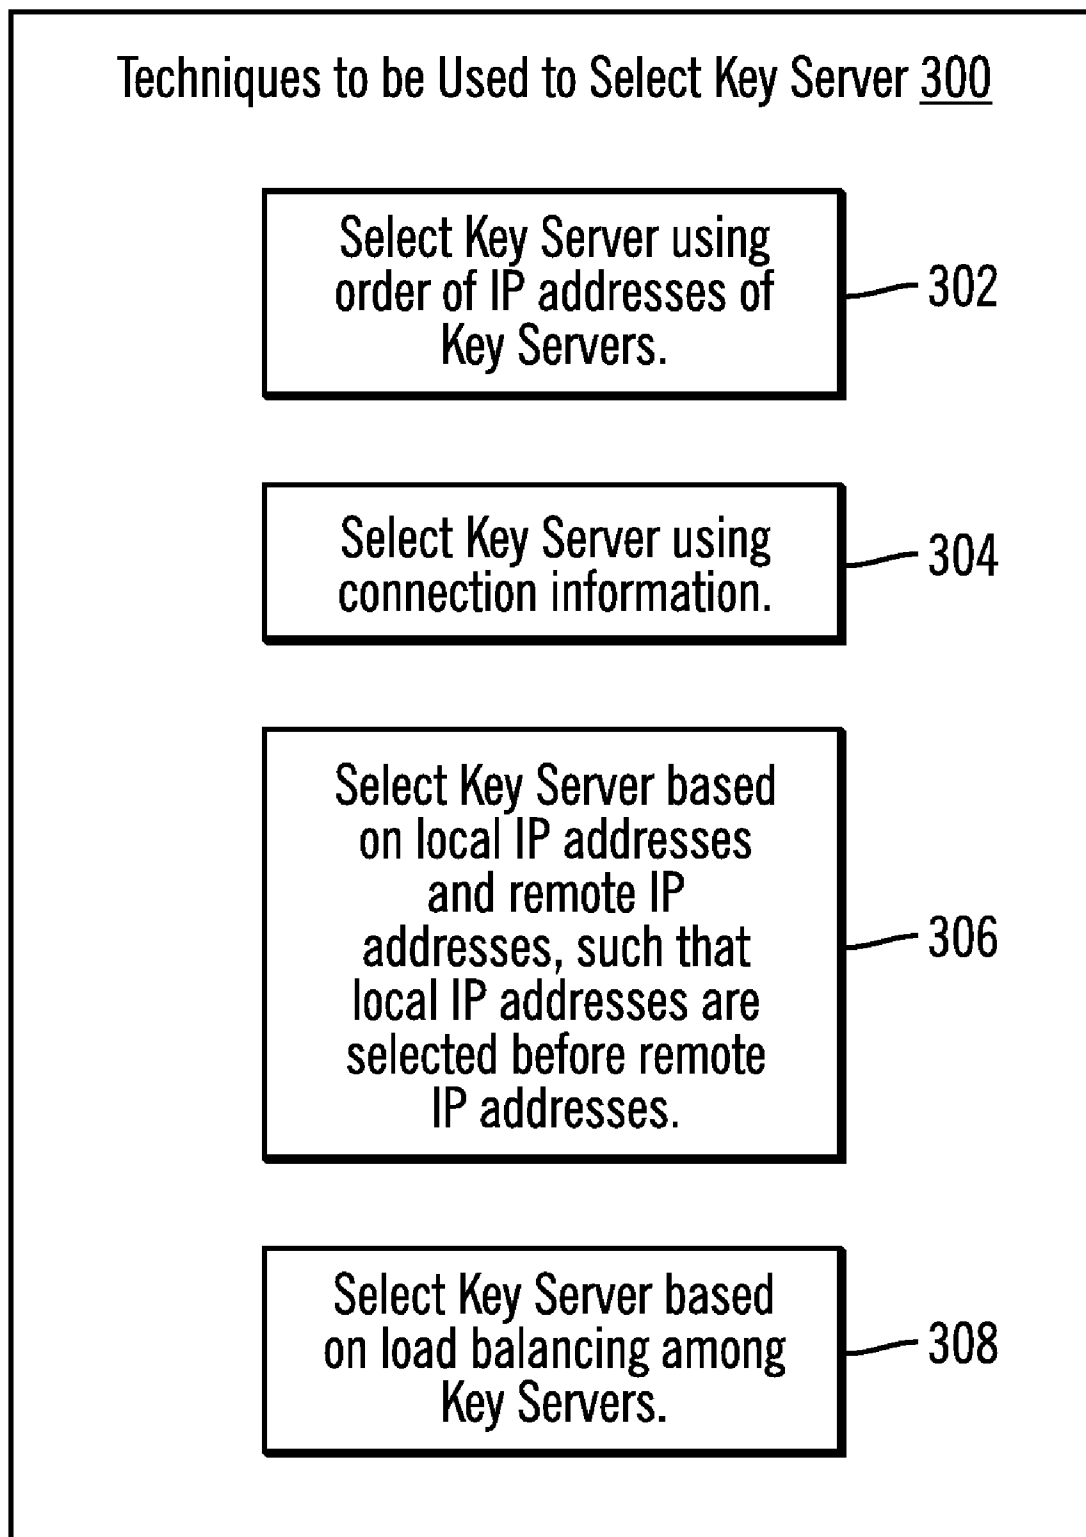 Techniques to be Used to Select Key Server 300
Select Key Server using
order of IP addresses of
Key Servers.
302
Select Key Server using
connection information.
304
Select Key Server based
on local IP addresses
and remote IP
addresses, such that
local IP addresses are
selected before remote
IP addresses.
306
Select Key Server based
on load balancing among
Key Servers.
308